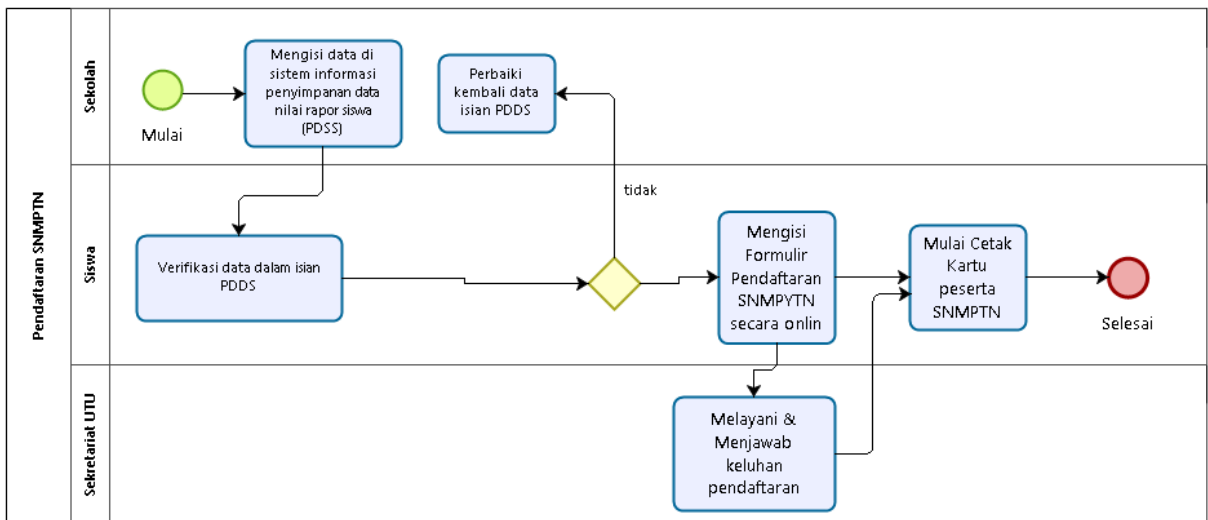 Pendaftaran SNMPTN
Sekolah
Mulai
Mengisi data di
sistem informasi
penyimpanan data
nilai rapor siswa
(PDSS)
Perbaiki
kembali data
isian PDDS
Siswa
Verifikasi data dalam isian
PDDS
tidak
Mengisi
Formulir
Pendaftaran
SNMPYTN
secara onlin
Mulai Cetak
Kartu
peserta
SNMPTN
Selesai
Sekretariat UTU
Melayani &
Menjawab
keluhan
pendaftaran